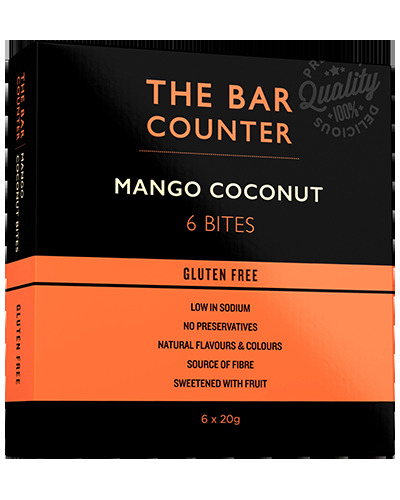 THE BAR
COUNTER
MANGO COCONUT
6 BITES
GLUTEN FREE
LOW IN SODIUM
NO PRESERVATIVES
NATURAL FLAVOURS & COLOURS
SOURCE OF FIBRE
SWEETENED WITH FRUIT
6 x 20g
Quality
100%
DELICIOUS
THE BAR
COUNTER
MANGO
COCONUT BITES
GLUTEN FREE